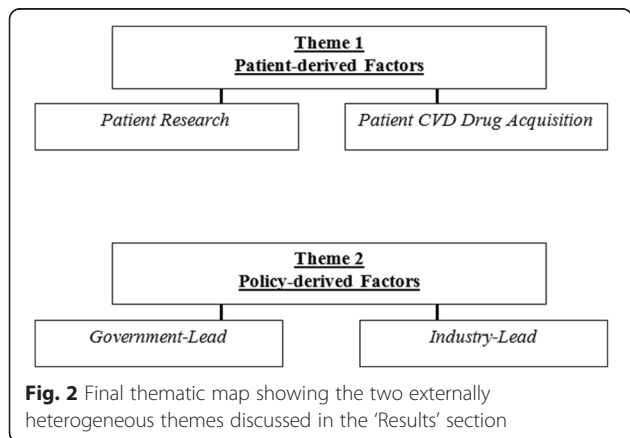 Theme 1
Patient-derived Factors
Patient Research
Patient CVD Drug Acquisition
Theme 2
Policy-derived Factors
Government-Lead
Industry-Lead
Fig. 2 Final thematic map showing the two externally
heterogeneous themes discussed in the ‘Results’ section